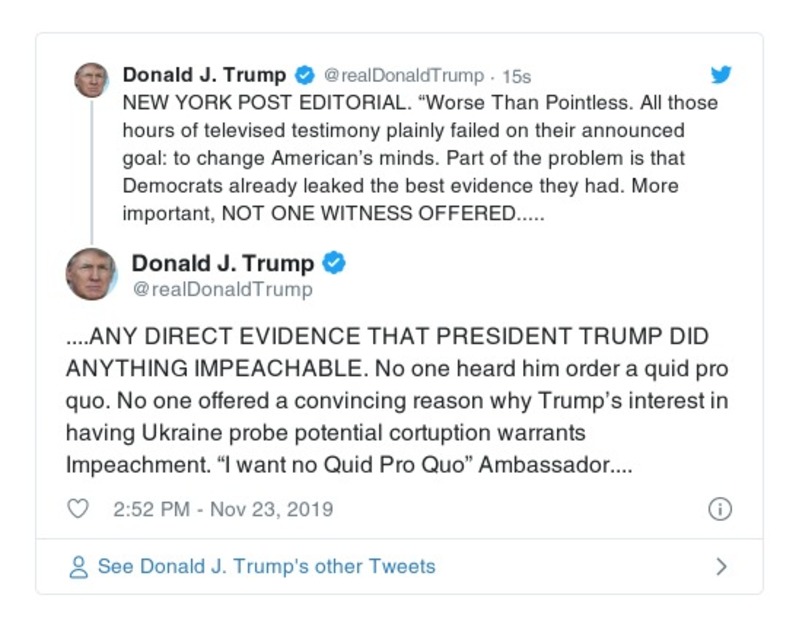 Donald J. Trump @realDonaldTrump · 15s
NEW YORK POST EDITORIAL. “Worse Than Pointless. All those
hours of televised testimony plainly failed on their announced
goal: to change American’s minds. Part of the problem is that
Democrats already leaked the best evidence they had. More
important, NOT ONE WITNESS OFFERED.....
Donald J. Trump
@realDonaldTrump
....ANY DIRECT EVIDENCE THAT PRESIDENT TRUMP DID
ANYTHING IMPEACHABLE. No one heard him order a quid pro
quo. No one offered a convincing reason why Trump’s interest in
having Ukraine probe potential cortuption warrants
Impeachment. “I want no Quid Pro Quo” Ambassador....
2:52 PM - Nov 23, 2019
See Donald J. Trump's other Tweets